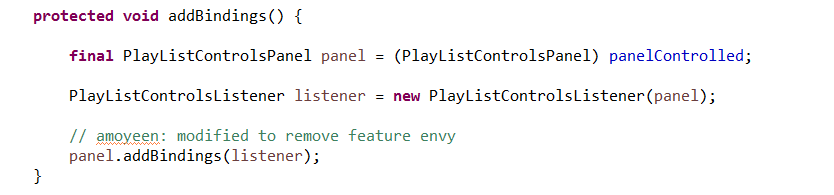 protected void addBindings() {
final PlayListControlsPanel panel = (PlayListControlsPanel) panelControlled;
PlayListControlsListener listener = new PlayListControlsListener(panel);
// amoyeen: modified to remove feature envy
panel.addBindings(listener);
}